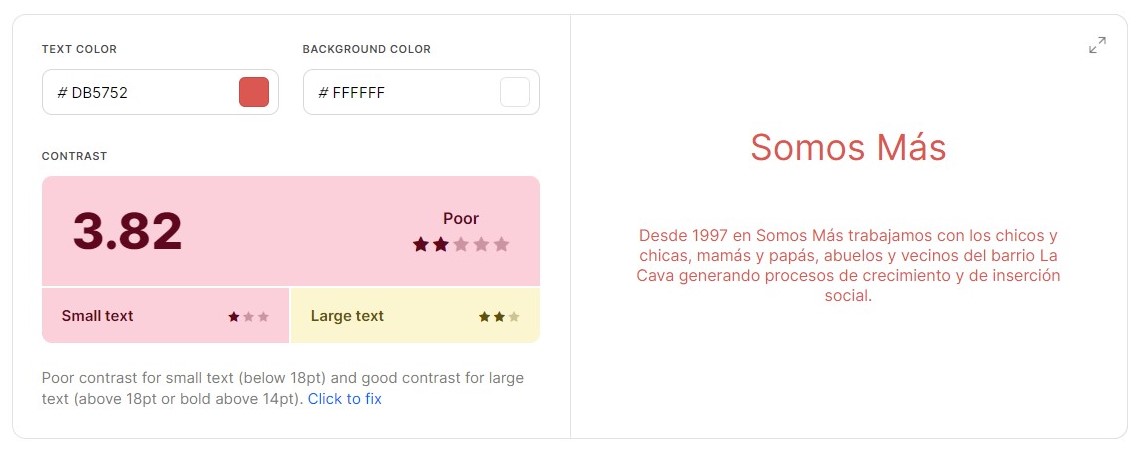 TEXT COLOR
# DB5752
BACKGROUND COLOR
# FFFFFF
CONTRAST
3.82
Poor
Small text
Large text
Poor contrast for small text (below 18pt) and good contrast for large
text (above 18pt or bold above 14pt). Click to fix
Somos Más
Desde 1997 en Somos Más trabajamos con los chicos y
chicas, mamás y papás, abuelos y vecinos del barrio La
Cava generando procesos de crecimiento y de inserción
social.